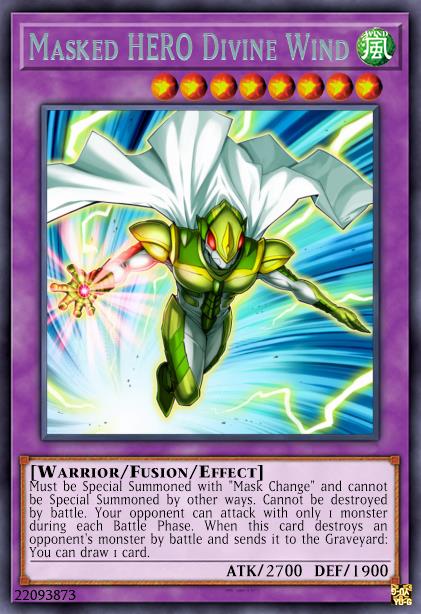 Masked HERO Divine Wind
WIND
風
[Warrior/Fusion/Effect]
Must be Special Summoned with "Mask Change" and cannot
be Special Summoned by other ways. Cannot be destroyed
by battle. Your opponent can attack with only 1 monster
during each Battle Phase. When this card destroys an
opponent's monster by battle and sends it to the Graveyard:
You can draw 1 card.
ATK/2700 DEF/1900
22093873